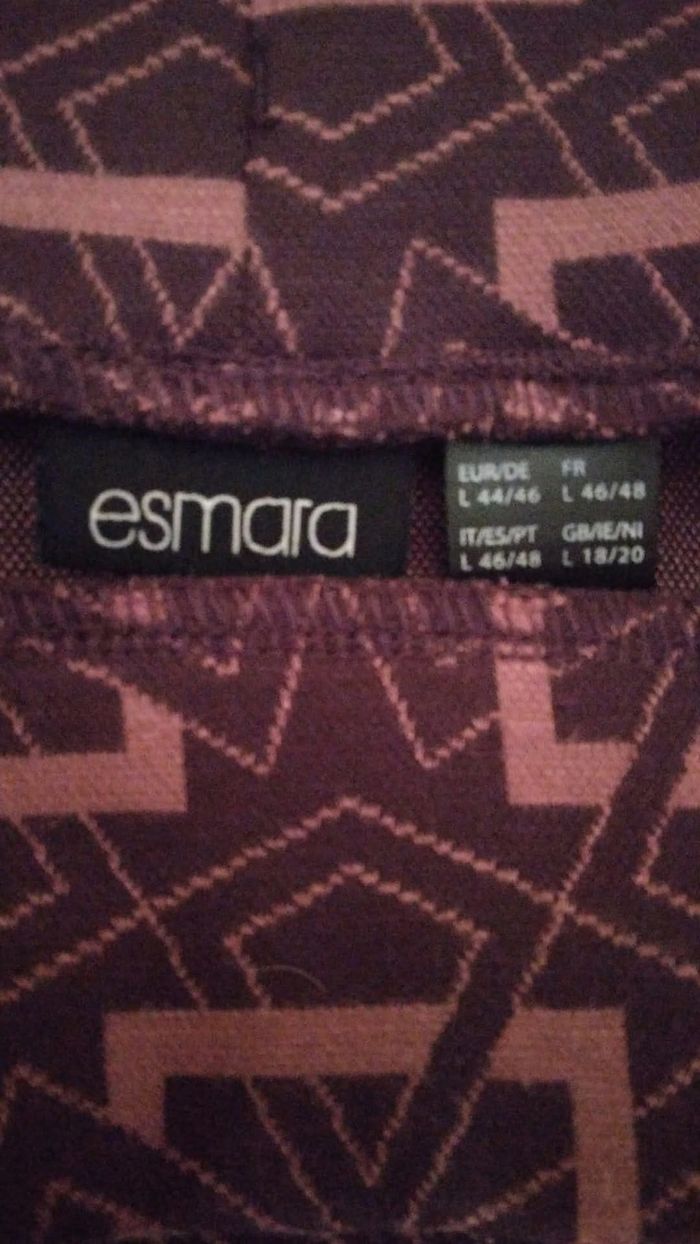 esmara
EUR/DE FR
L 44/46 L 46/48
IT/ES/PT GB/IE/NI
L 46/48 L 18/20